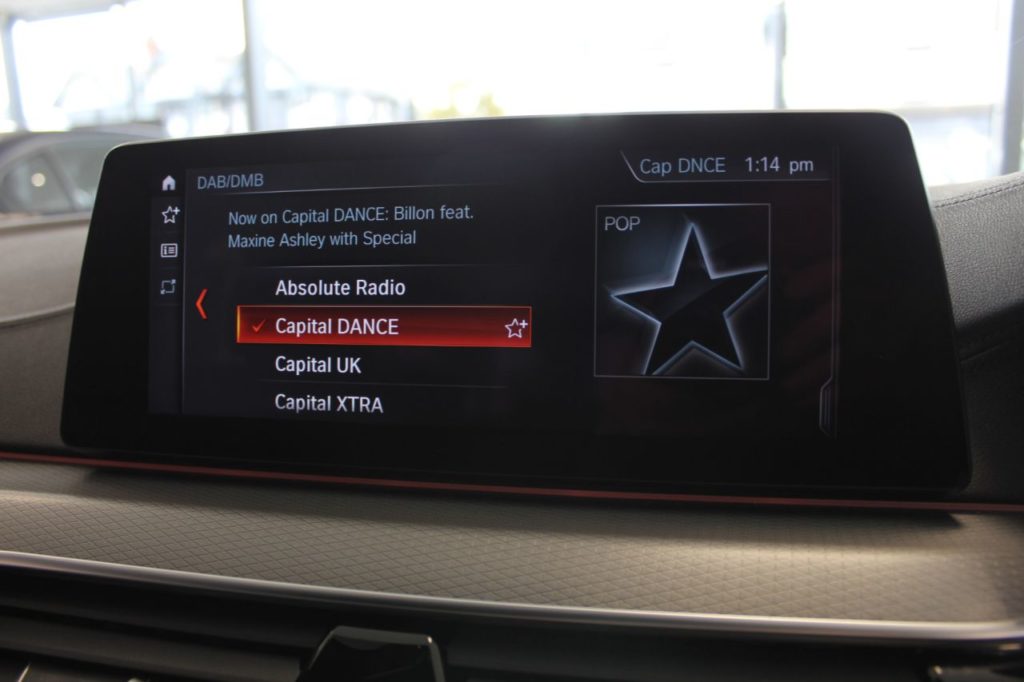 DAB/DMB
Cap DNCE 1:14 pm
Now on Capital DANCE: Billon feat.
Maxine Ashley with Special
POP
Absolute Radio
Capital DANCE
Capital UK
Capital XTRA